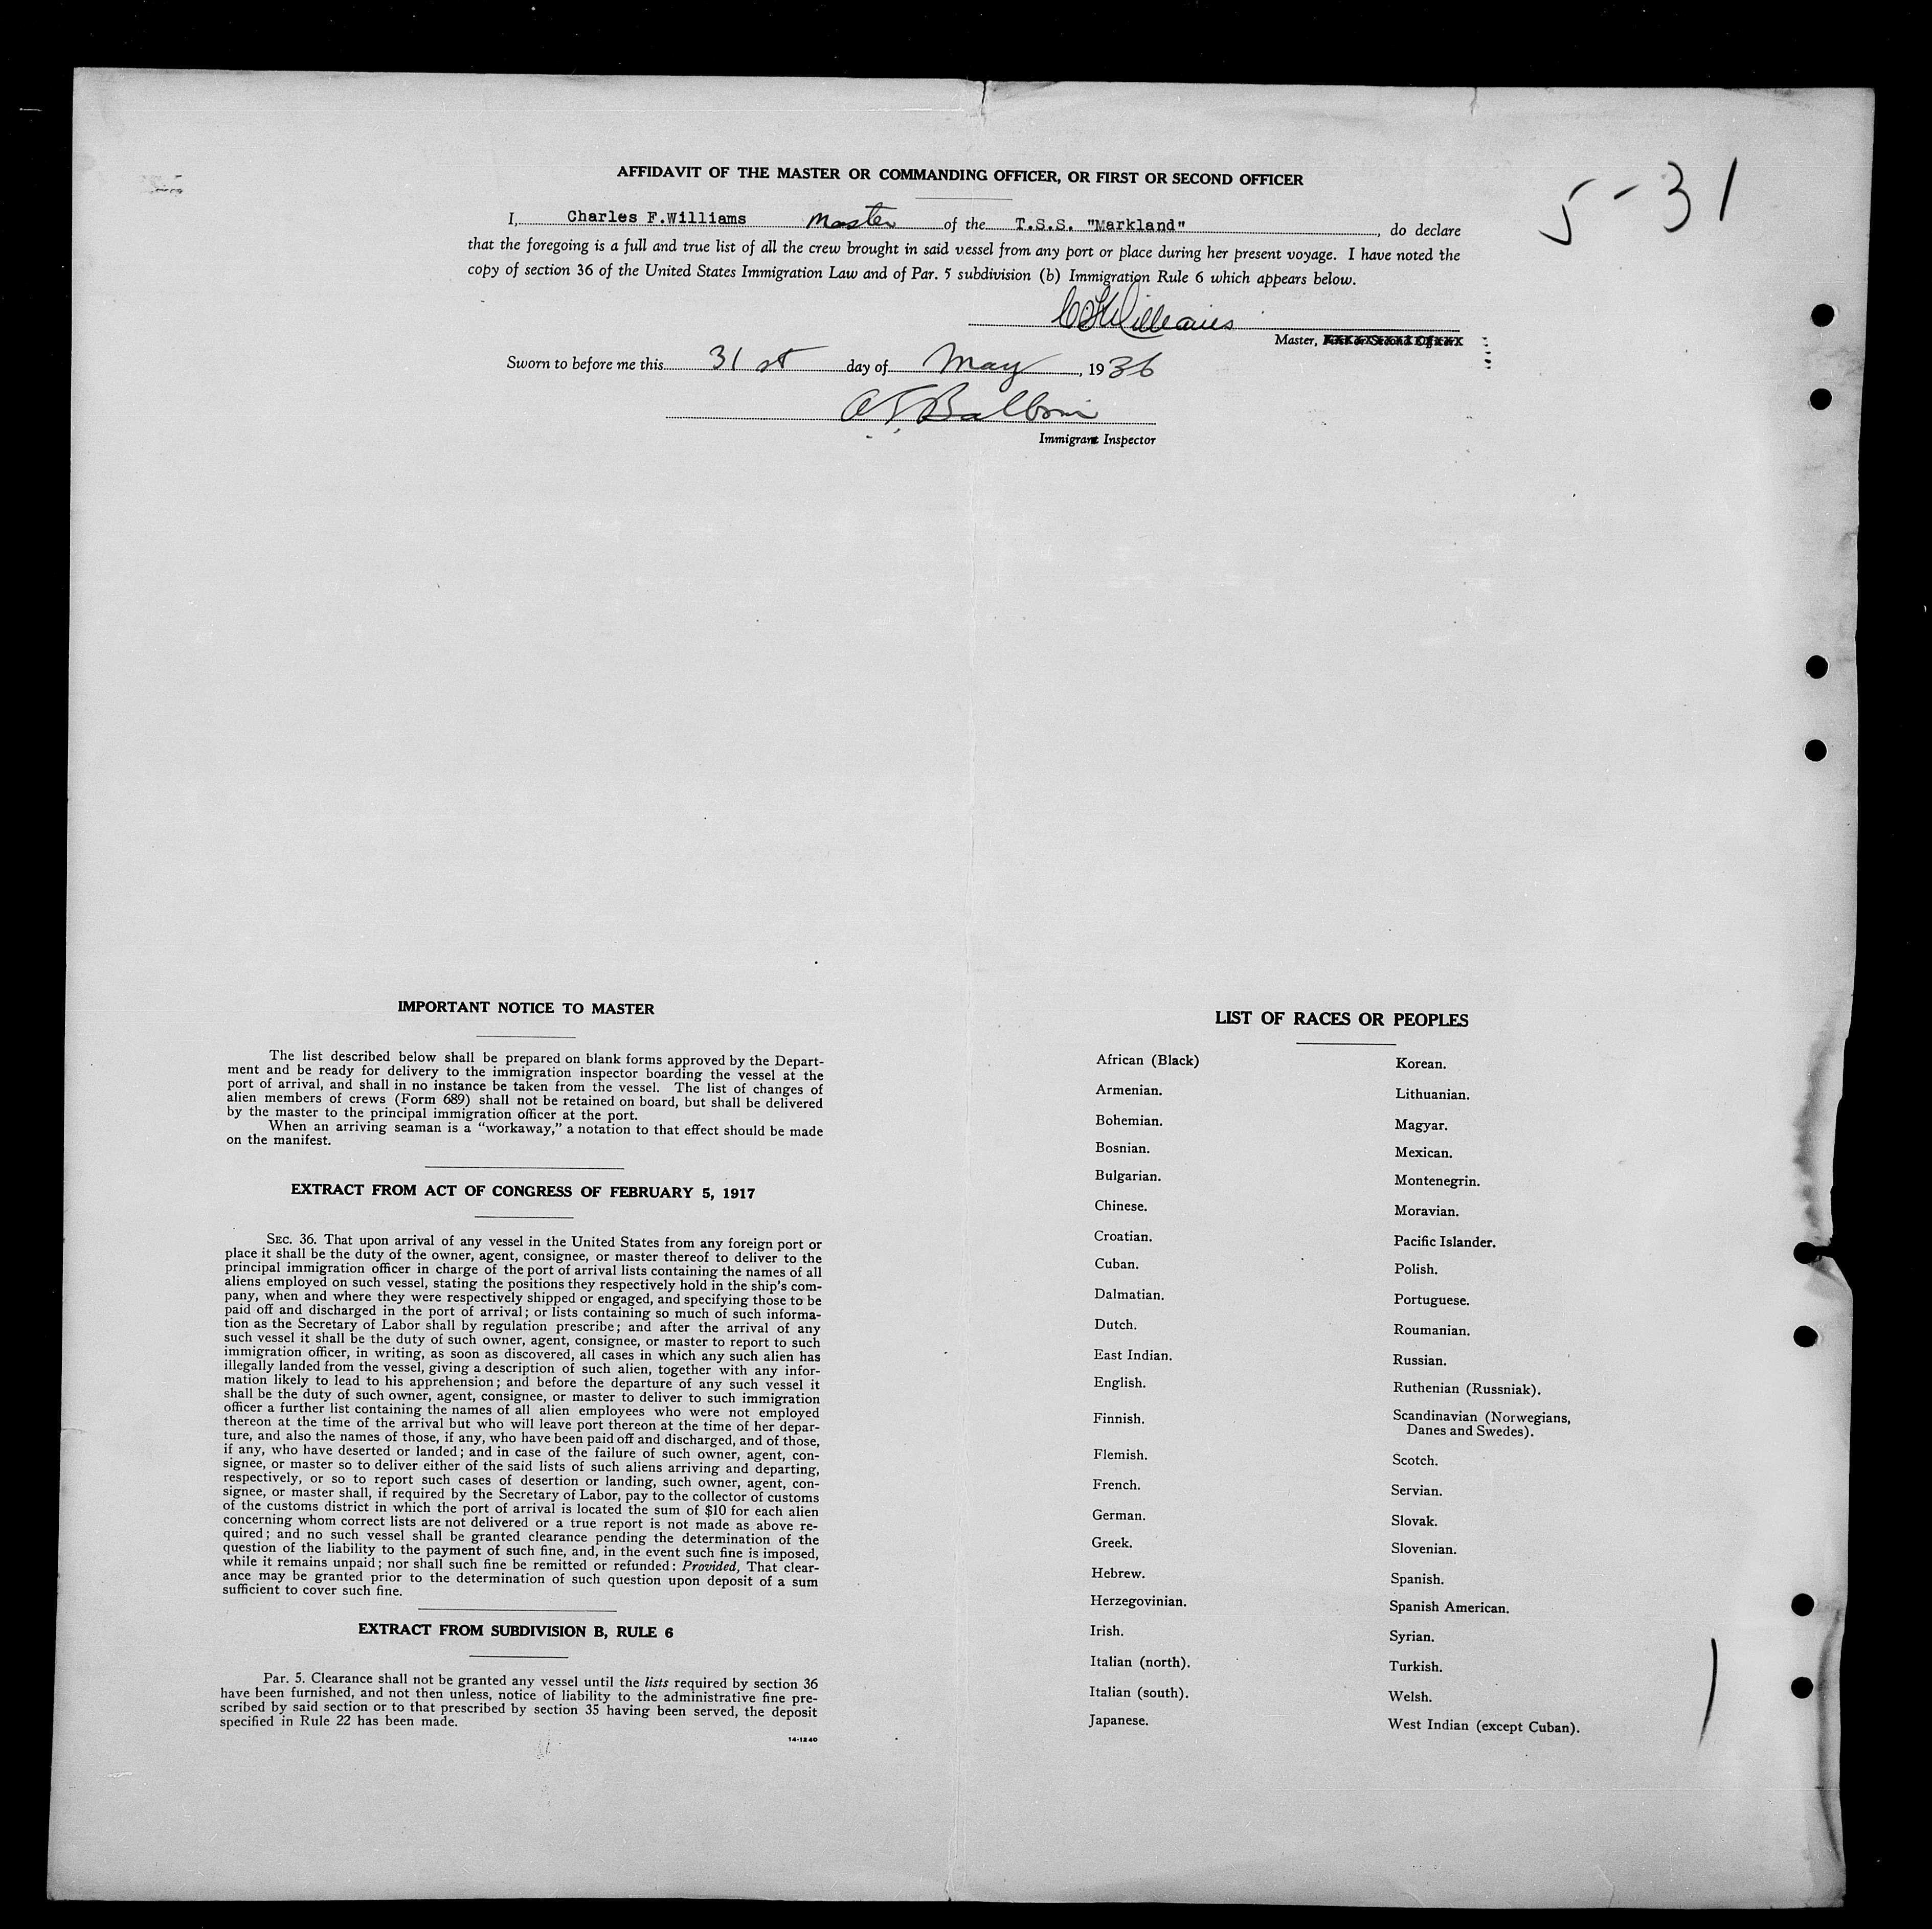 AFFIDAVIT OF THE MASTER OR COMMANDING OFFICER, OR FIRST OR SECOND OFFICER
5-31
I, Charles F.Williams Master of the T.S.S. "Markland", do declare
that the foregoing is a full and true list of all the crew brought in said vessel from any port or place during her present voyage. I have noted the
copy of section 36 of the United States Immigration Law and of Par. 5 subdivision (b) Immigration Rule 6 which appears below.
CFWilliams
Master, First or Second Officer
Sworn to before me this 31st day of May, 1936
Immigrant Inspector
IMPORTANT NOTICE TO MASTER
The list described below shall be prepared on blank forms approved by the Depart-
ment and be ready for delivery to the immigration inspector boarding the vessel at the
port of arrival, and shall in no instance be taken from the vessel. The list of changes of
alien members of crews (Form 689) shall not be retained on board, but shall be delivered
by the master to the principal immigration officer at the port.
When an arriving seaman is a "workaway," a notation to that effect should be made
on the manifest.
EXTRACT FROM ACT OF CONGRESS OF FEBRUARY 5, 1917
SEC. 36. That upon arrival of any vessel in the United States from any foreign port or
place it shall be the duty of the owner, agent, consignee, or master thereof to deliver to the
principal immigration officer in charge of the port of arrival lists containing the names of all
aliens employed on such vessel, stating the positions they respectively hold in the ship's com-
pany, when and where they were respectively shipped or engaged, and specifying those to be
paid off and discharged in the port of arrival; or lists containing so much of such informa-
tion as the Secretary of Labor shall by regulation prescribe; and after the arrival of any
such vessel it shall be the duty of such owner, agent, consignee, or master to report to such
immigration officer, in writing, as soon as discovered, all cases in which any such alien has
illegally landed from the vessel, giving a description of such alien, together with any infor-
mation likely to lead to his apprehension; and before the departure of any such vessel it
shall be the duty of such owner, agent, consignee, or master to deliver to such immigration
officer a further list containing the names of all alien employees who were not employed
thereon at the time of the arrival but who will leave port thereon at the time of her depar-
ture, and also the names of those, if any, who have been paid off and discharged, and of those,
if any, who have deserted or landed; and in case of the failure of such owner, agent, con-
signee, or master so to deliver either of the said lists of such aliens arriving and departing,
respectively, or so to report such cases of desertion or landing, such owner, agent, con-
signee, or master shall, if required by the Secretary of Labor, pay to the collector of customs
of the customs district in which the port of arrival is located the sum of $10 for each alien
concerning whom correct lists are not delivered or a true report is not made as above re-
quired; and no such vessel shall be granted clearance pending the determination of the
question of the liability to the payment of such fine, and, in the event such fine is imposed,
while it remains unpaid; nor shall such fine be remitted or refunded: Provided, That clear-
ance may be granted prior to the determination of such question upon deposit of a sum
sufficient to cover such fine.
EXTRACT FROM SUBDIVISION B, RULE 6
Par. 5. Clearance shall not be granted any vessel until the lists required by section 36
have been furnished, and not then unless, notice of liability to the administrative fine pre-
scribed by said section or to that prescribed by section 35 having been served, the deposit
specified in Rule 22 has been made.
14-1240
LIST OF RACES OR PEOPLES
African (Black)
Armenian.
Bohemian.
Bosnian.
Bulgarian.
Chinese.
Croatian.
Cuban.
Dalmatian.
Dutch.
East Indian.
English.
Finnish.
Flemish.
French.
German.
Greek.
Hebrew.
Herzegovinian.
Irish.
Italian (north).
Italian (south).
Japanese.
Korean.
Lithuanian.
Magyar.
Mexican.
Montenegrin.
Moravian.
Pacific Islander.
Polish.
Portuguese.
Roumanian.
Russian.
Ruthenian (Russniak).
Scandinavian (Norwegians,
Danes and Swedes).
Scotch.
Servian.
Slovak.
Slovenian.
Spanish.
Spanish American.
Syrian.
Turkish.
Welsh.
West Indian (except Cuban).